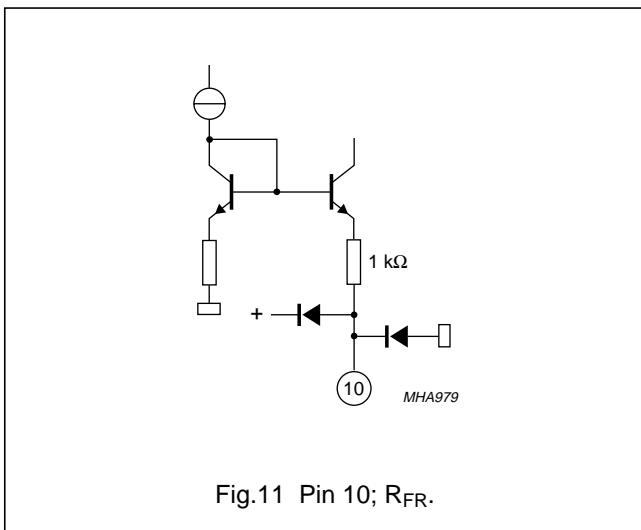 1 kΩ
+
10
MHA979
Fig.11 Pin 10; RFR.